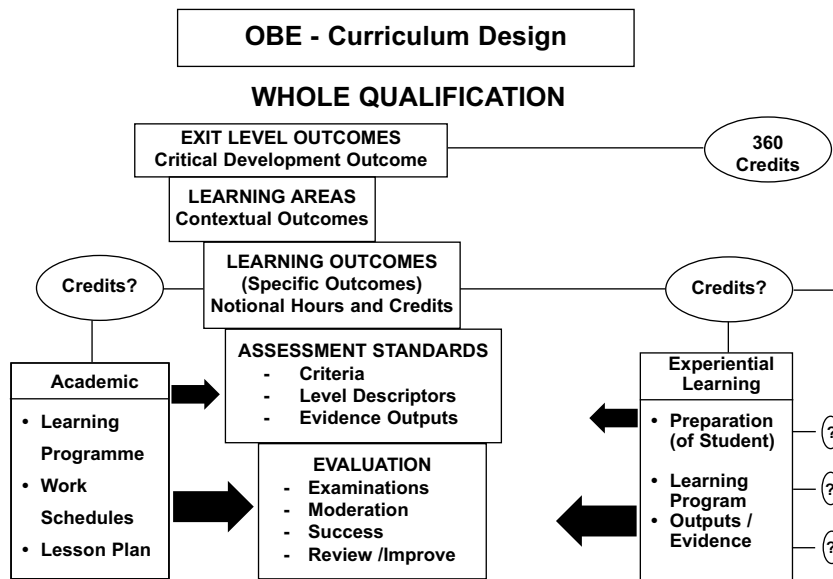 OBE - Curriculum Design
WHOLE QUALIFICATION
EXIT LEVEL OUTCOMES
Critical Development Outcome
360
Credits
LEARNING AREAS
Contextual Outcomes
Credits?
LEARNING OUTCOMES
(Specific Outcomes)
Notional Hours and Credits
Credits?
ASSESSMENT STANDARDS
- Criteria
- Level Descriptors
- Evidence Outputs
Academic
• Learning
Programme
• Work
Schedules
• Lesson Plan
EVALUATION
- Examinations
- Moderation
- Success
- Review /Improve
Experiential
Learning
• Preparation
(of Student)
• Learning
Program
• Outputs /
Evidence
?
?
?